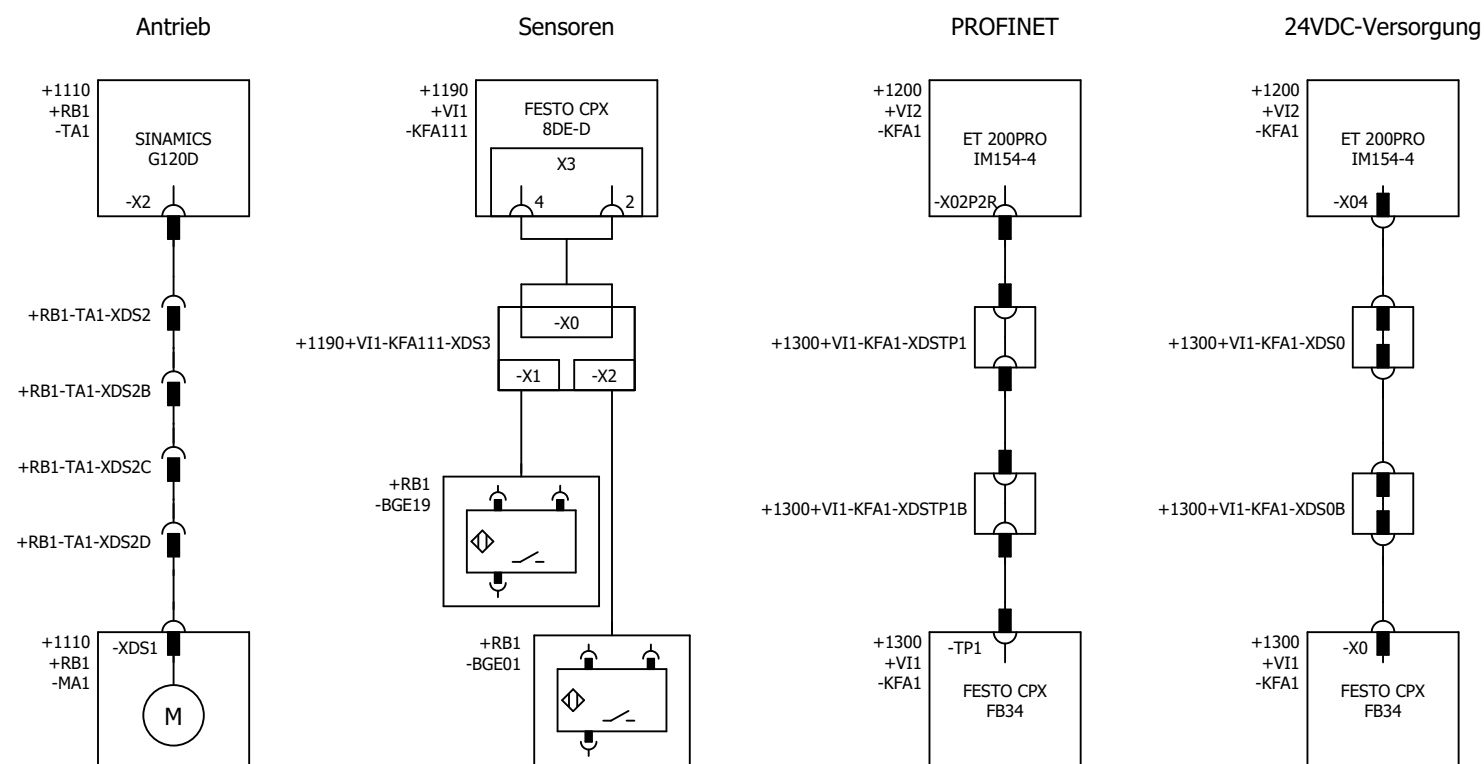 Antrieb
+1110
+RB1
-TA1
SINAMICS
G120D
-X2
+RB1-TA1-XDS2
+RB1-TA1-XDS2B
+RB1-TA1-XDS2C
+RB1-TA1-XDS2D
+1110
+RB1
-MA1
-XDS1
M
Sensoren
+1190
+VI1
-KFA111
FESTO CPX
8DE-D
X3
4
2
+1190+VI1-KFA111-XDS3
-X0
-X1
-X2
+RB1
-BGE19
+RB1
-BGE01
PROFINET
+1200
+VI2
-KFA1
ET 200PRO
IM154-4
-X02P2R
+1300+VI1-KFA1-XDSTP1
+1300+VI1-KFA1-XDSTP1B
+1300
+VI1
-KFA1
-TP1
FESTO CPX
FB34
24VDC-Versorgung
+1200
+VI2
-KFA1
ET 200PRO
IM154-4
-X04
+1300+VI1-KFA1-XDS0
+1300+VI1-KFA1-XDS0B
+1300
+VI1
-KFA1
-X0
FESTO CPX
FB34